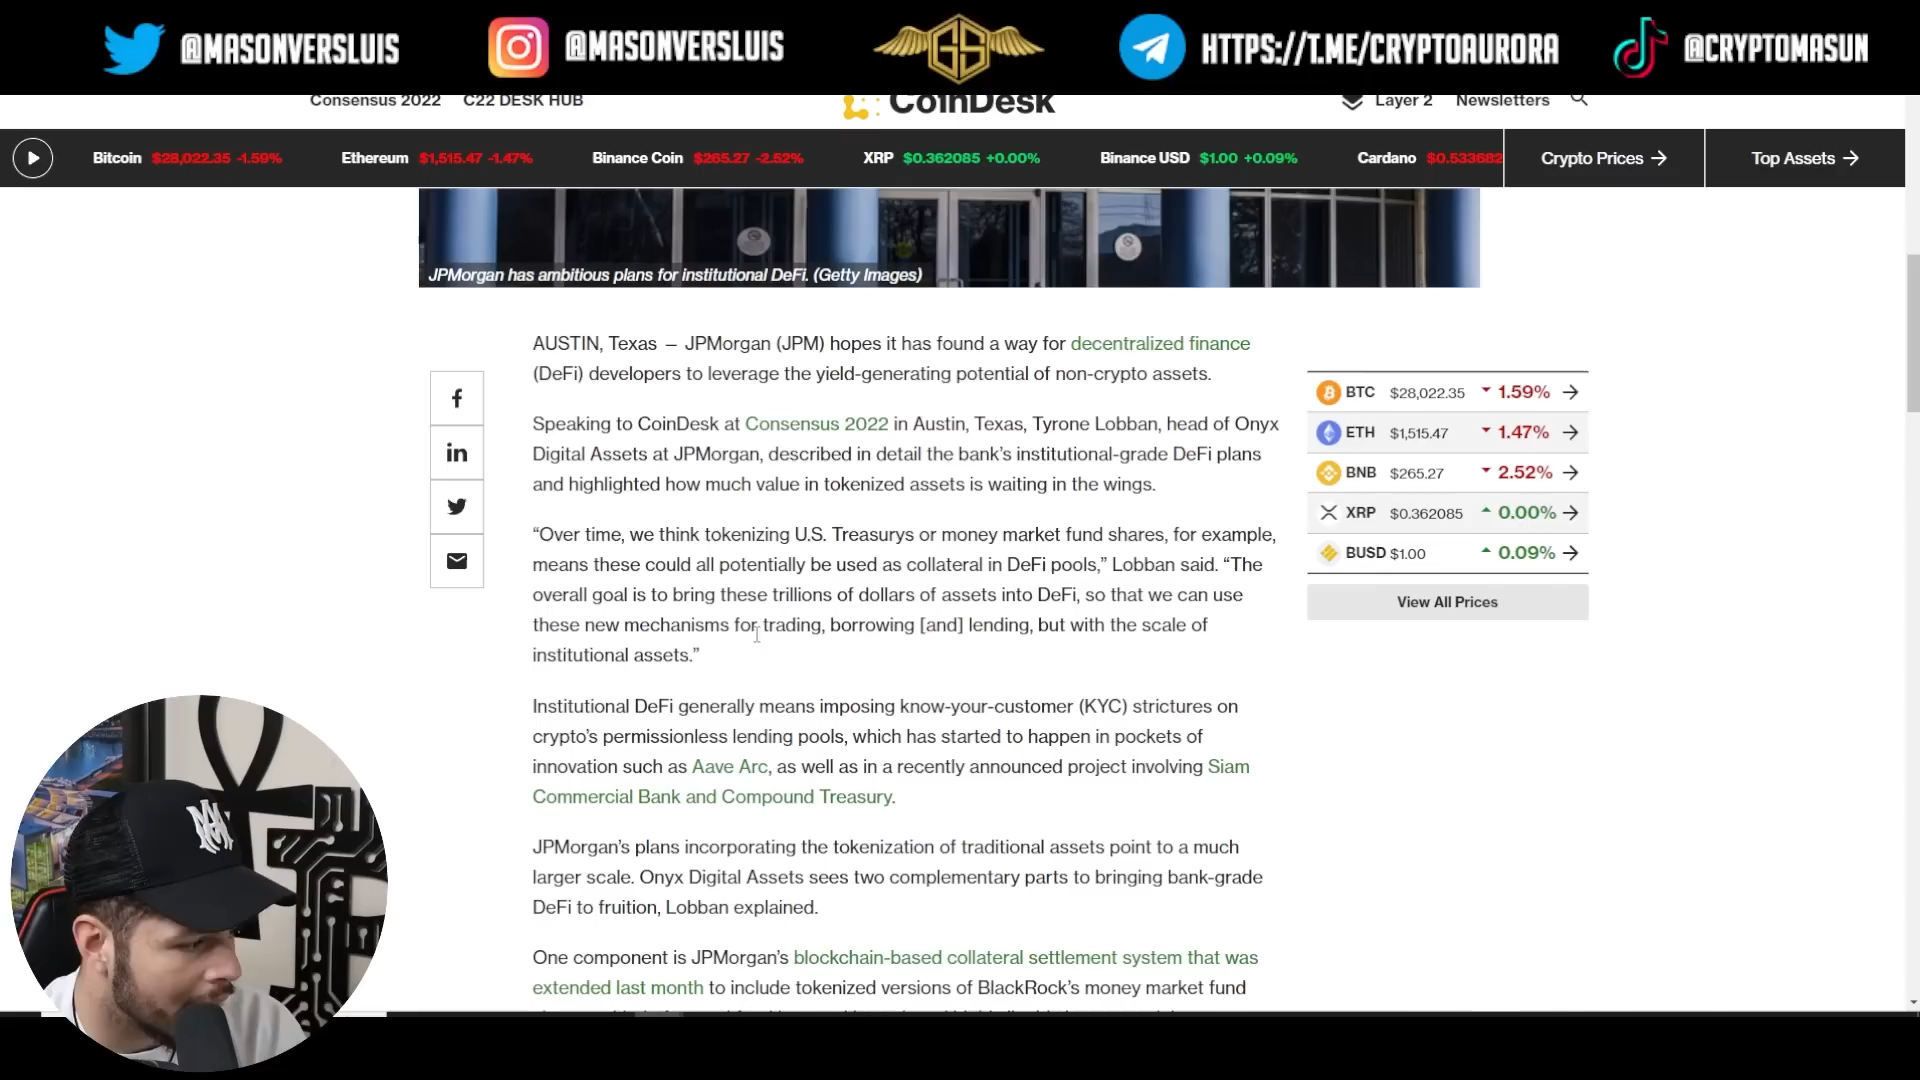 @MASONVERSLUIS
@MASONVERSLUIS
GS
HTTPS://T.ME/CRYPTOAURORA
@CRYPTOMASUN
Consensus 2022 C22 DESK HUB
CoinDesk
Layer 2 Newsletters
Bitcoin $28,022.35 -1.59% Ethereum $1,515.47 -1.47% Binance Coin $265.27 -2.52% XRP $0.362085 +0.00% Binance USD $1.00 +0.09% Cardano $0.533682
Crypto Prices →
Top Assets →
JPMorgan has ambitious plans for institutional DeFi. (Getty Images)
AUSTIN, Texas — JPMorgan (JPM) hopes it has found a way for decentralized finance
(DeFi) developers to leverage the yield-generating potential of non-crypto assets.
Speaking to CoinDesk at Consensus 2022 in Austin, Texas, Tyrone Lobban, head of Onyx
Digital Assets at JPMorgan, described in detail the bank’s institutional-grade DeFi plans
and highlighted how much value in tokenized assets is waiting in the wings.
“Over time, we think tokenizing U.S. Treasurys or money market fund shares, for example,
means these could all potentially be used as collateral in DeFi pools,” Lobban said. “The
overall goal is to bring these trillions of dollars of assets into DeFi, so that we can use
these new mechanisms for trading, borrowing [and] lending, but with the scale of
institutional assets.”
Institutional DeFi generally means imposing know-your-customer (KYC) strictures on
crypto’s permissionless lending pools, which has started to happen in pockets of
innovation such as Aave Arc, as well as in a recently announced project involving Siam
Commercial Bank and Compound Treasury.
JPMorgan’s plans incorporating the tokenization of traditional assets point to a much
larger scale. Onyx Digital Assets sees two complementary parts to bringing bank-grade
DeFi to fruition, Lobban explained.
One component is JPMorgan’s blockchain-based collateral settlement system that was
extended last month to include tokenized versions of BlackRock’s money market fund
BTC $28,022.35 1.59% →
ETH $1,515.47 1.47% →
BNB $265.27 2.52% →
XRP $0.362085 0.00% →
BUSD $1.00 0.09% →
View All Prices